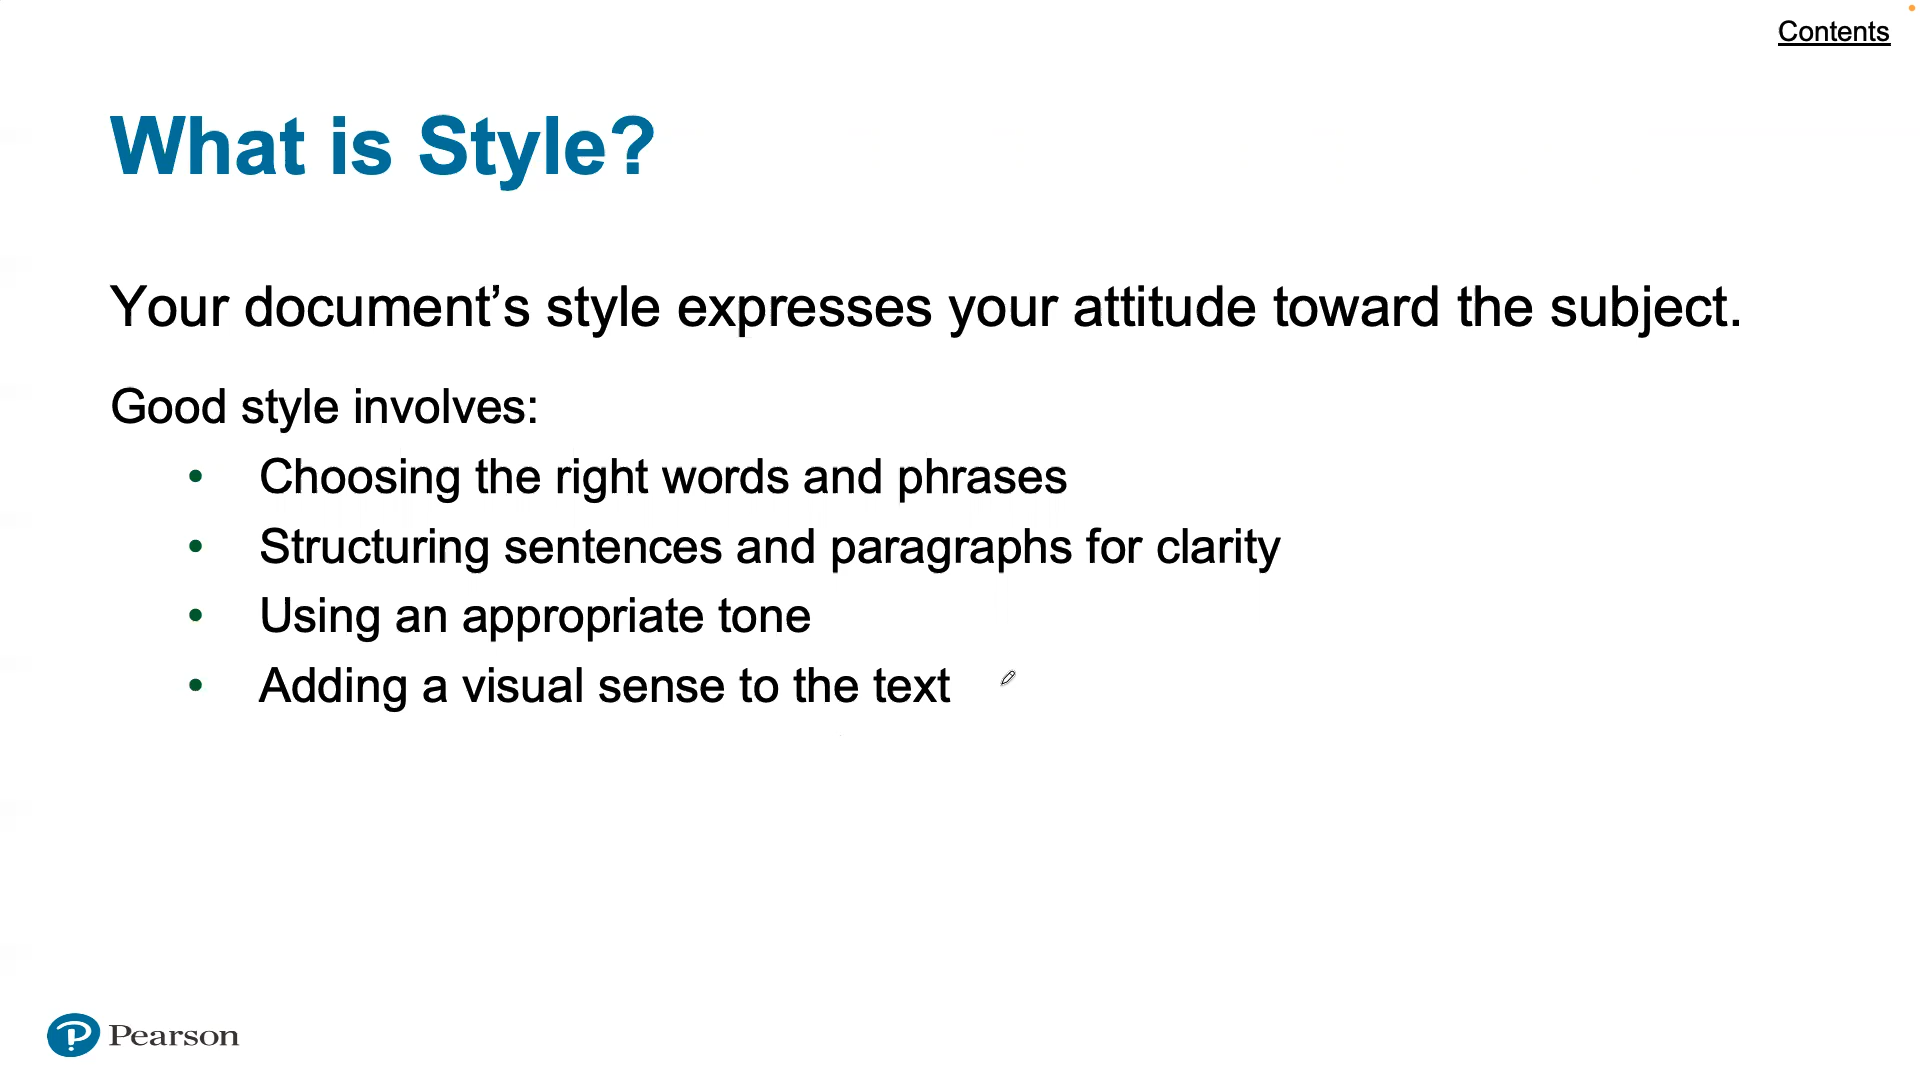 Contents
What is Style?
Your document’s style expresses your attitude toward the subject.
Good style involves:
• Choosing the right words and phrases
• Structuring sentences and paragraphs for clarity
• Using an appropriate tone
• Adding a visual sense to the text
Pearson